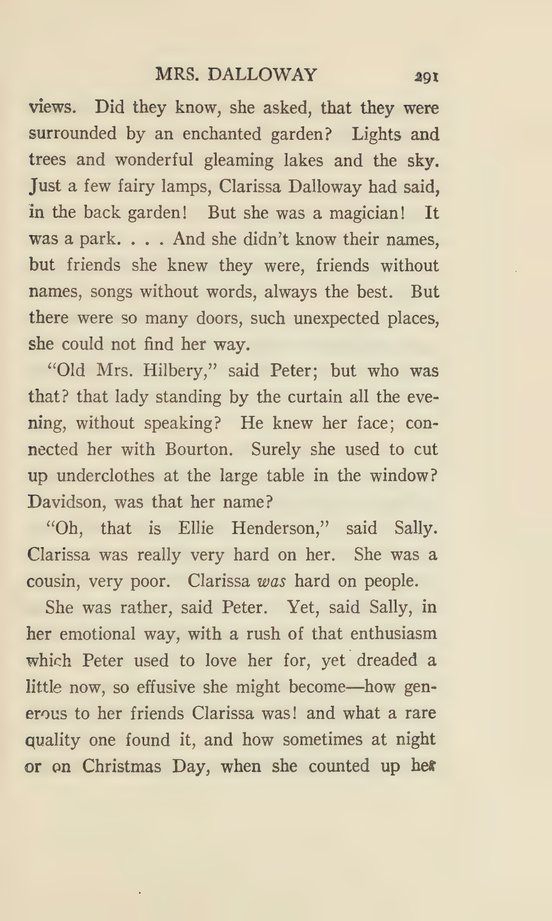 MRS. DALLOWAY 291
views. Did they know, she asked, that they were
surrounded by an enchanted garden? Lights and
trees and wonderful gleaming lakes and the sky.
Just a few fairy lamps, Clarissa Dalloway had said,
in the back garden! But she was a magician! It
was a park. . . . And she didn't know their names,
but friends she knew they were, friends without
names, songs without words, always the best. But
there were so many doors, such unexpected places,
she could not find her way.
"Old Mrs. Hilbery," said Peter; but who was
that? that lady standing by the curtain all the eve-
ning, without speaking? He knew her face; con-
nected her with Bourton. Surely she used to cut
up underclothes at the large table in the window?
Davidson, was that her name?
"Oh, that is Ellie Henderson," said Sally.
Clarissa was really very hard on her. She was a
cousin, very poor. Clarissa was hard on people.
She was rather, said Peter. Yet, said Sally, in
her emotional way, with a rush of that enthusiasm
which Peter used to love her for, yet dreaded a
little now, so effusive she might become—how gen-
erous to her friends Clarissa was! and what a rare
quality one found it, and how sometimes at night
or on Christmas Day, when she counted up her